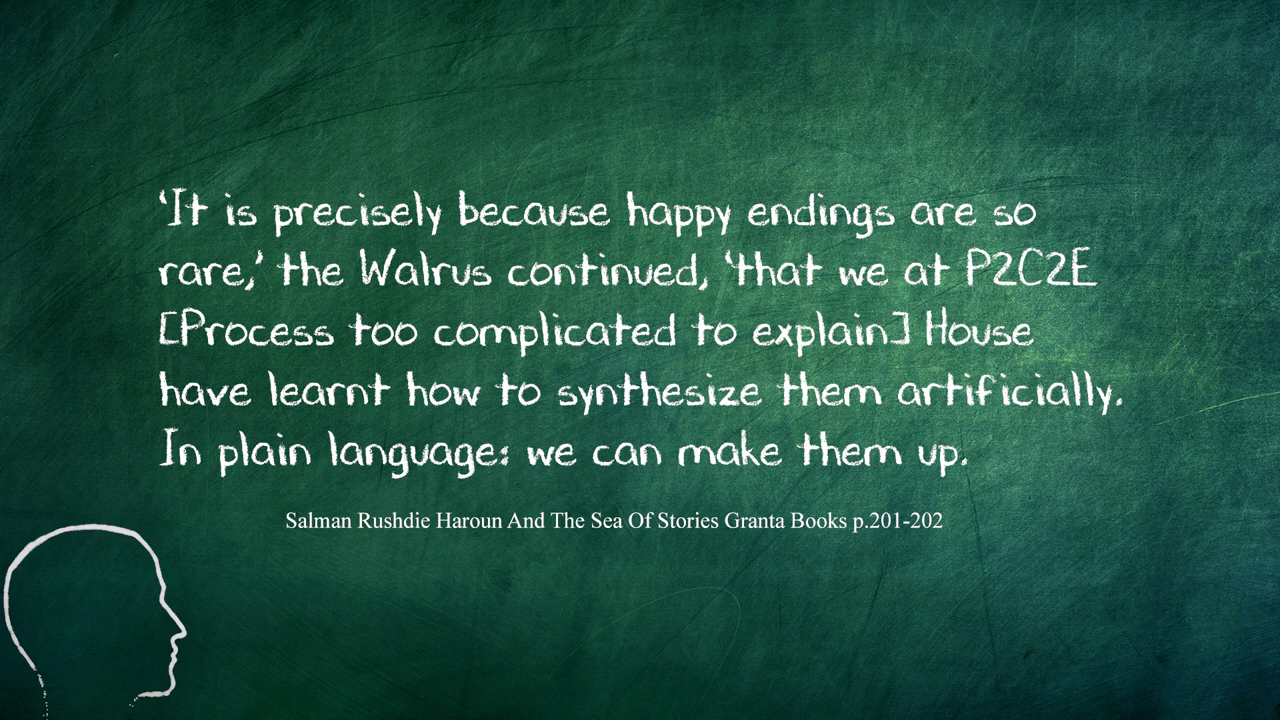 ‘It is precisely because happy endings are so
rare,’ the Walrus continued, ‘that we at P2C2E
[Process too complicated to explain] House
have learnt how to synthesize them artificially.
In plain language: we can make them up.
Salman Rushdie Haroun And The Sea Of Stories Granta Books p.201-202